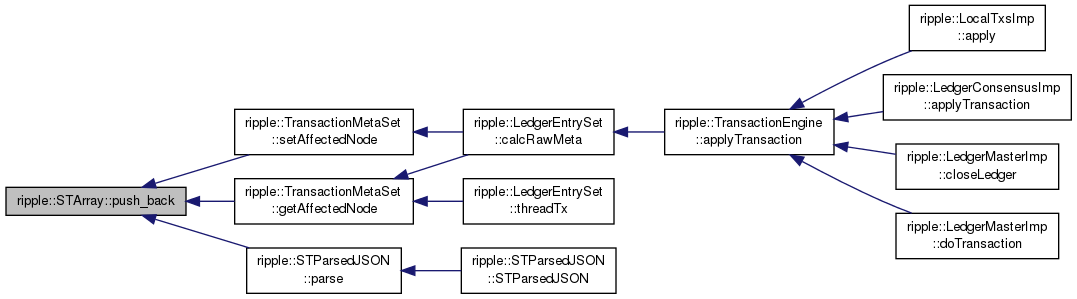 ripple::STArray::push_back
ripple::TransactionMetaSet
::setAffectedNode
ripple::TransactionMetaSet
::getAffectedNode
ripple::STParsedJSON
::parse
ripple::LedgerEntrySet
::calcRawMeta
ripple::LedgerEntrySet
::threadTx
ripple::STParsedJSON
::STParsedJSON
ripple::TransactionEngine
::applyTransaction
ripple::LocalTxsImp
::apply
ripple::LedgerConsensusImp
::applyTransaction
ripple::LedgerMasterImp
::closeLedger
ripple::LedgerMasterImp
::doTransaction